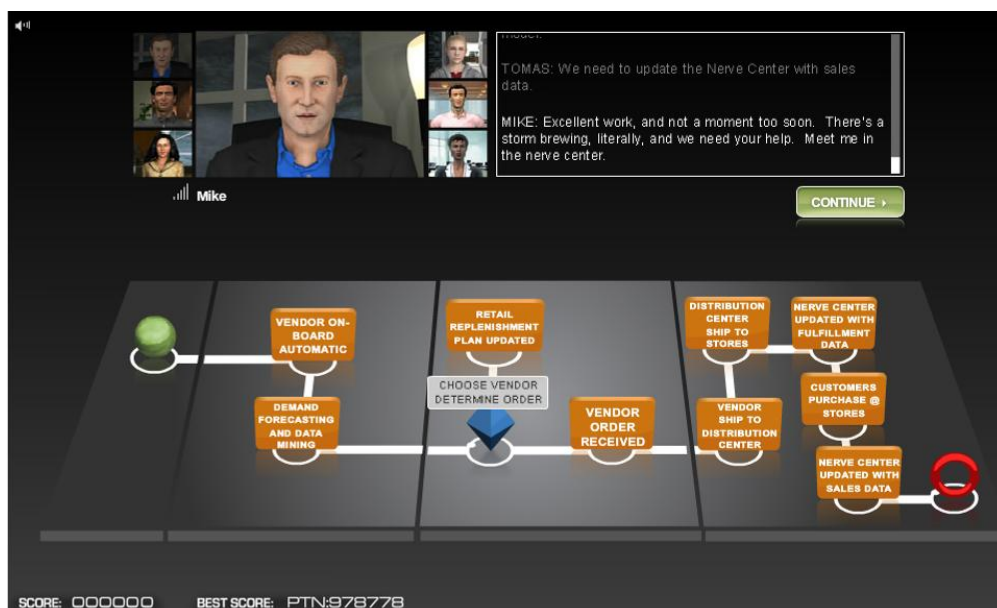 TOMAS: We need to update the Nerve Center with sales
data.
MIKE: Excellent work, and not a moment too soon. There's a
storm brewing, literally, and we need your help. Meet me in
the nerve center.
Mike
CONTINUE ›
VENDOR ON-
BOARD
AUTOMATIC
DEMAND
FORECASTING
AND DATA
MINING
RETAIL
REPLENISHMENT
PLAN UPDATED
CHOOSE VENDOR
DETERMINE ORDER
VENDOR
ORDER
RECEIVED
DISTRIBUTION
CENTER
SHIP TO
STORES
VENDOR
SHIP TO
DISTRIBUTION
CENTER
NERVE CENTER
UPDATED WITH
FULFILLMENT
DATA
CUSTOMERS
PURCHASE @
STORES
NERVE CENTER
UPDATED WITH
SALES DATA
SCORE: 000000 BEST SCORE: PTN:978778